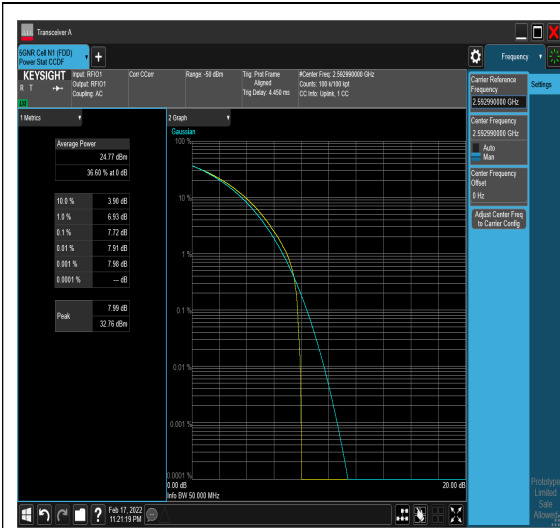 Transceiver A
5GNR Cell N1 (FDD)
Power Stat CCDF
Frequency
KEYSIGHT
R T
Input: RFIO1
Output: RFIO1
Coupling: AC
Corr CCorr
Range: -50 dBm
Trig: Prot Frame
Aligned
Trig Delay: 4.450 ms
#Center Freq: 2.592990000 GHz
Counts: 100 k/100 kpt
CC Info: Uplink, 1 CC
1 Metrics
Average Power
24.77 dBm
36.60 % at 0 dB
10.0 % 3.90 dB
1.0 % 6.93 dB
0.1 % 7.72 dB
0.01 % 7.91 dB
0.001 % 7.98 dB
0.0001 % --- dB
Peak
7.99 dB
32.76 dBm
2 Graph
Gaussian
100 %
10 %
1 %
0.1 %
0.01 %
0.001 %
0.0001 %
0.00 dB
20.00 dB
Info BW 50.000 MHz
Carrier Reference
Frequency
2.592990000 GHz
Center Frequency
2.592990000 GHz
Auto
Man
Center Frequency
Offset
0 Hz
Adjust Center Freq
to Carrier Config
Settings
Prototype
Limited
Sale
Allowed
Feb 17, 2022
11:21:19 PM